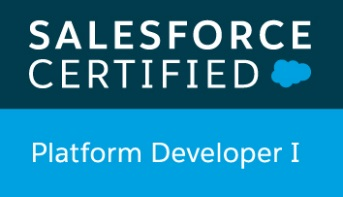 SALESFORCE
CERTIFIED
Platform Developer I